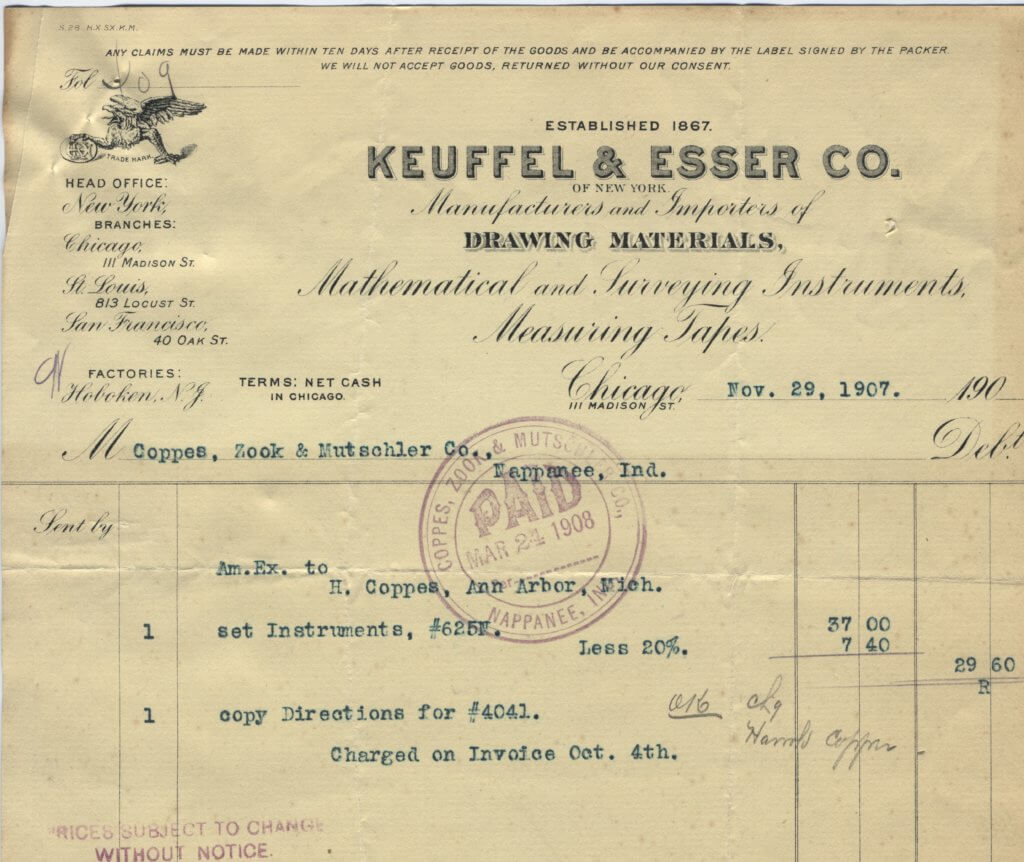 S.28 H.X SX.K.M.
ANY CLAIMS MUST BE MADE WITHIN TEN DAYS AFTER RECEIPT OF THE GOODS AND BE ACCOMPANIED BY THE LABEL SIGNED BY THE PACKER.
WE WILL NOT ACCEPT GOODS, RETURNED WITHOUT OUR CONSENT.
Fol 209
TRADE MARK.
ESTABLISHED 1867.
KEUFFEL & ESSER CO.
OF NEW YORK.
Manufacturers and Importers of
DRAWING MATERIALS,
Mathematical and Surveying Instruments,
Measuring Tapes.
HEAD OFFICE:
New York,
BRANCHES:
Chicago,
111 MADISON ST.
St. Louis,
813 LOCUST ST.
San Francisco,
40 OAK ST.
FACTORIES:
Hoboken, N.J.
TERMS: NET CASH
IN CHICAGO.
Chicago, Nov. 29, 1907. 190
111 MADISON ST.
M Coppes, Zook & Mutschler Co., Deb.t
Nappanee, Ind.
COPPES, ZOOK & MUTSCHLER CO.,
PAID
MAR 24 1908
Per
NAPPANEE, IND.
Sent by
Am.Ex. to
H. Coppes, Ann Arbor, Mich.
1 set Instruments, #625N. 37 00
Less 20%. 7 40
29 60
R
1 copy Directions for #4041.
Charged on Invoice Oct. 4th.
OK chg
Harold Coppes
PRICES SUBJECT TO CHANGE
WITHOUT NOTICE.